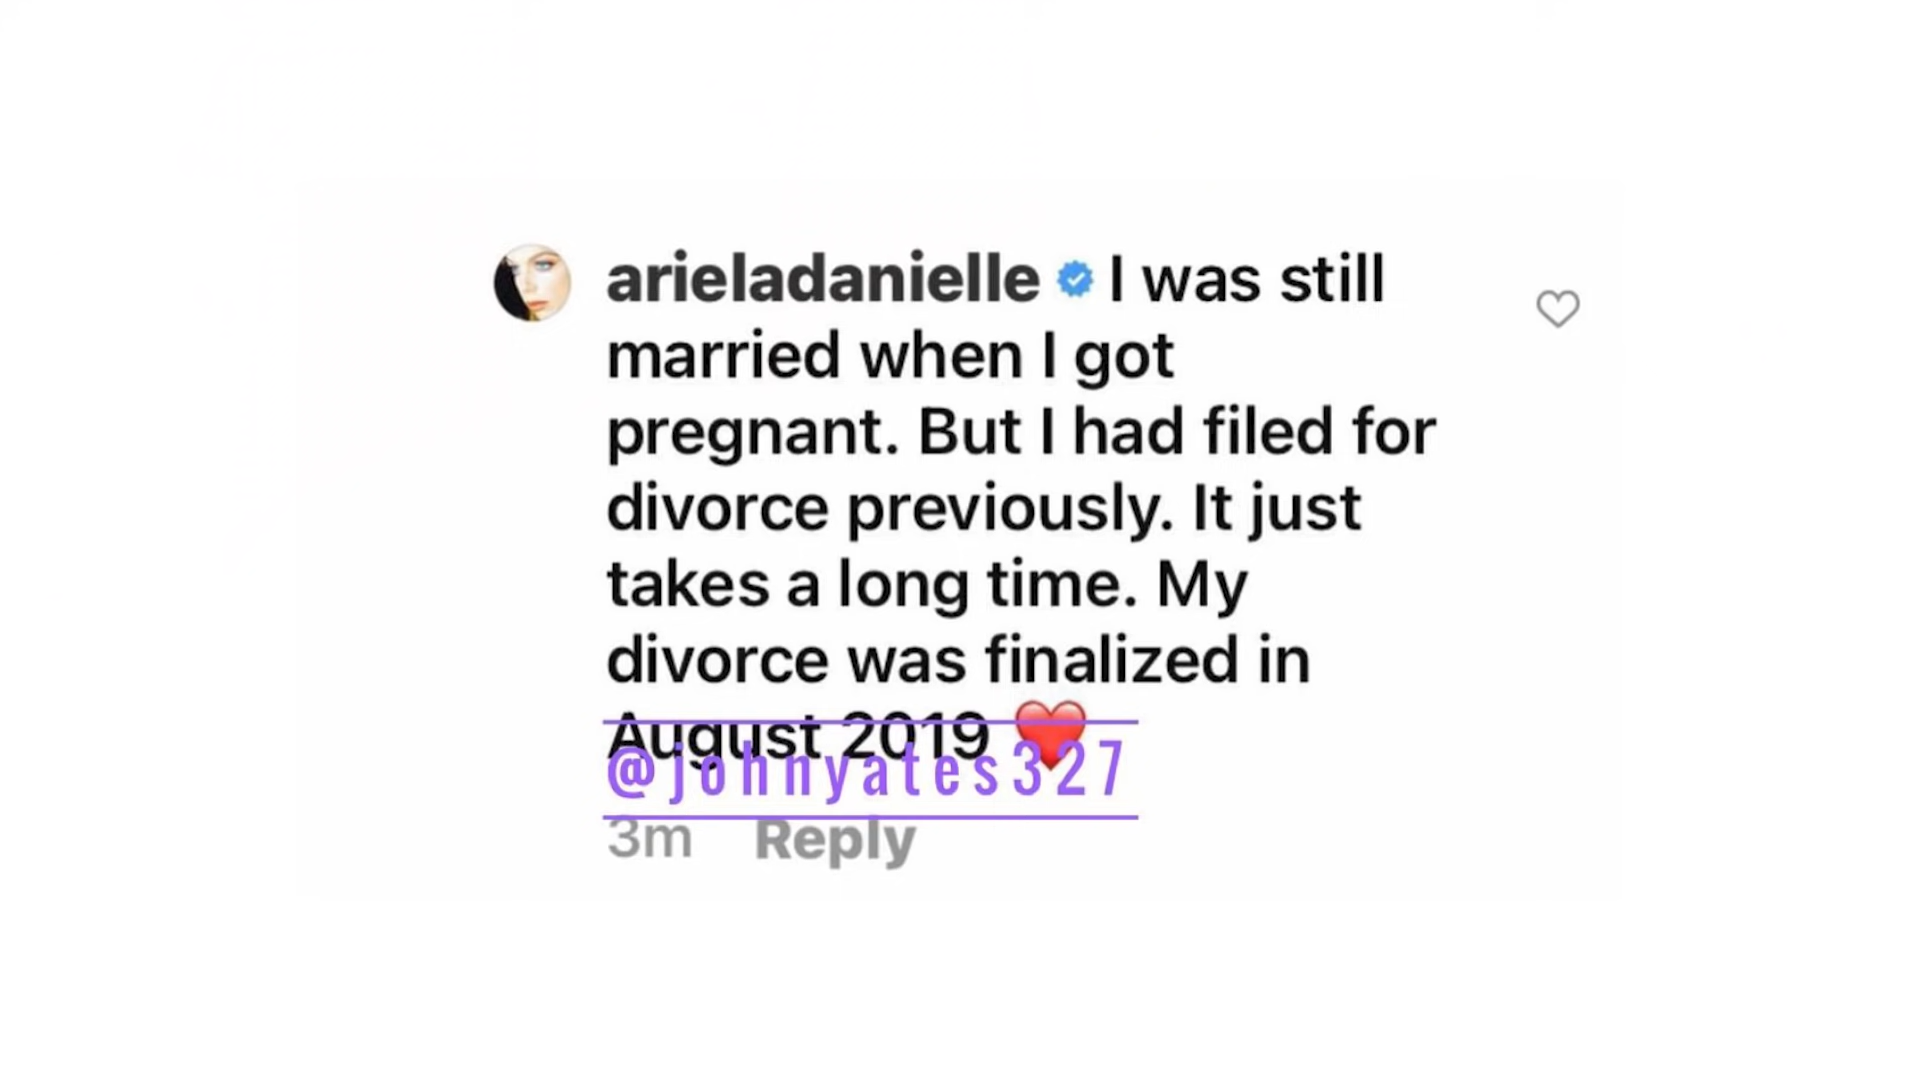 arieladanielle I was still
married when I got
pregnant. But I had filed for
divorce previously. It just
takes a long time. My
divorce was finalized in
August 2019 ❤️
@johnyates327
3m Reply